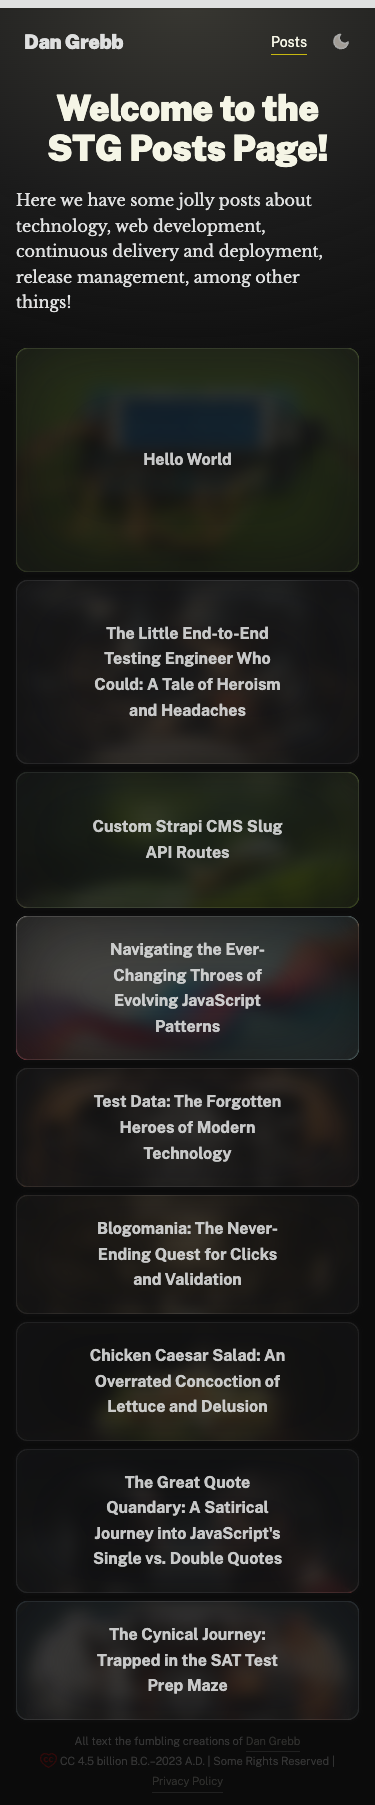 Dan Grebb
Posts
Welcome to the
STG Posts Page!
Here we have some jolly posts about
technology, web development,
continuous delivery and deployment,
release management, among other
things!
Hello World
The Little End-to-End
Testing Engineer Who
Could: A Tale of Heroism
and Headaches
Custom Strapi CMS Slug
API Routes
Navigating the Ever-
Changing Throes of
Evolving JavaScript
Patterns
Test Data: The Forgotten
Heroes of Modern
Technology
Blogomania: The Never-
Ending Quest for Clicks
and Validation
Chicken Caesar Salad: An
Overrated Concoction of
Lettuce and Delusion
The Great Quote
Quandary: A Satirical
Journey into JavaScript's
Single vs. Double Quotes
The Cynical Journey:
Trapped in the SAT Test
Prep Maze
All text the fumbling creations of Dan Grebb
CC 4.5 billion B.C.–2023 A.D. | Some Rights Reserved |
Privacy Policy